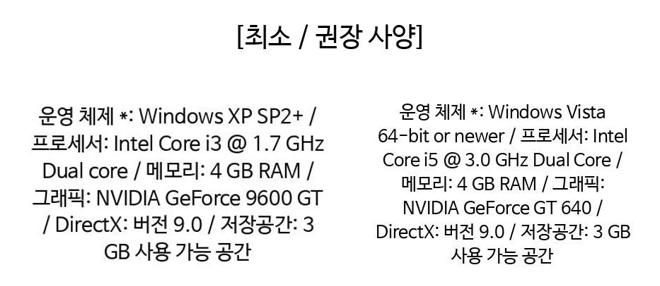 [최소 / 권장 사양]
운영 체제 *: Windows XP SP2+ /
프로세서: Intel Core i3 @ 1.7 GHz
Dual core / 메모리: 4 GB RAM /
그래픽: NVIDIA GeForce 9600 GT
/ DirectX: 버전 9.0 / 저장공간: 3
GB 사용 가능 공간
운영 체제 *: Windows Vista
64-bit or newer / 프로세서: Intel
Core i5 @ 3.0 GHz Dual Core /
메모리: 4 GB RAM / 그래픽:
NVIDIA GeForce GT 640 /
DirectX: 버전 9.0 / 저장공간: 3 GB
사용 가능 공간